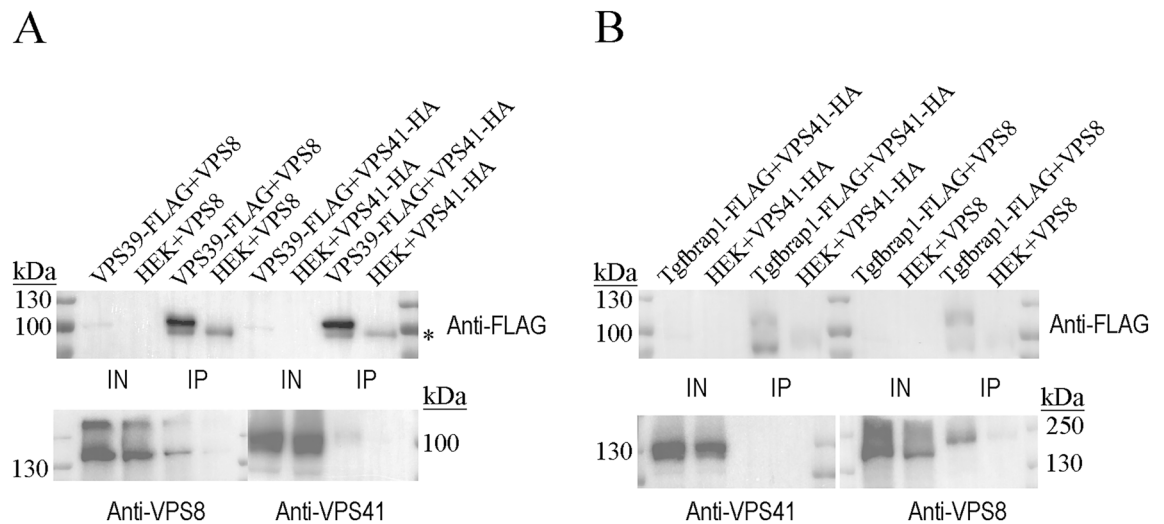 A
B
VPS39-FLAG+VPS8
HEK+VPS8
VPS39-FLAG+VPS8
HEK+VPS8
VPS39-FLAG+VPS41-HA
HEK+VPS41-HA
VPS39-FLAG+VPS41-HA
HEK+VPS41-HA
kDa
130
100
*
Anti-FLAG
IN
IP
IN
IP
kDa
100
130
Anti-VPS8
Anti-VPS41
Tgfbrap1-FLAG+VPS41-HA
HEK+VPS41-HA
Tgfbrap1-FLAG+VPS41-HA
HEK+VPS41-HA
Tgfbrap1-FLAG+VPS8
HEK+VPS8
Tgfbrap1-FLAG+VPS8
HEK+VPS8
kDa
130
100
Anti-FLAG
IN
IP
IN
IP
kDa
130
250
130
Anti-VPS41
Anti-VPS8